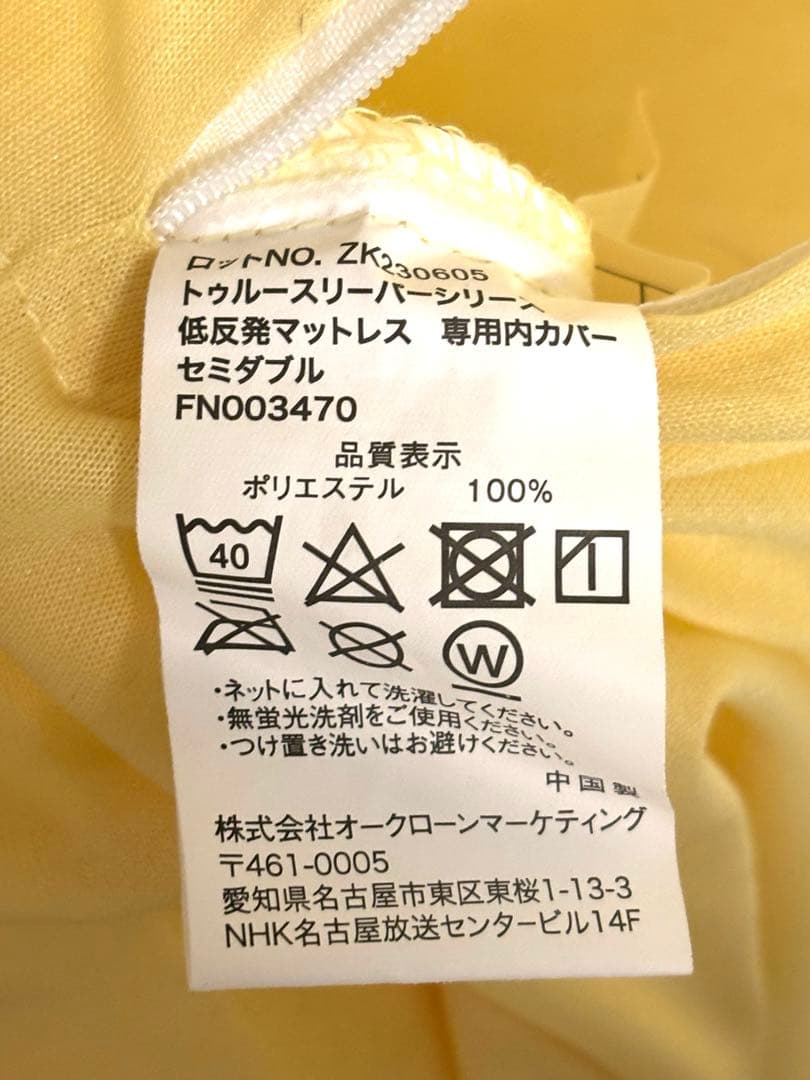 ロットNO. ZK230605
トゥルースリーパーシリーズ
低反発マットレス 専用内カバー
セミダブル
FN003470
品質表示
ポリエステル 100%
40
W
・ネットに入れて洗濯してください。
・無蛍光洗剤をご使用ください。
・つけ置き洗いはお避けください。
中国製
株式会社オークローンマーケティング
〒461-0005
愛知県名古屋市東区東桜1-13-3
NHK名古屋放送センタービル14F